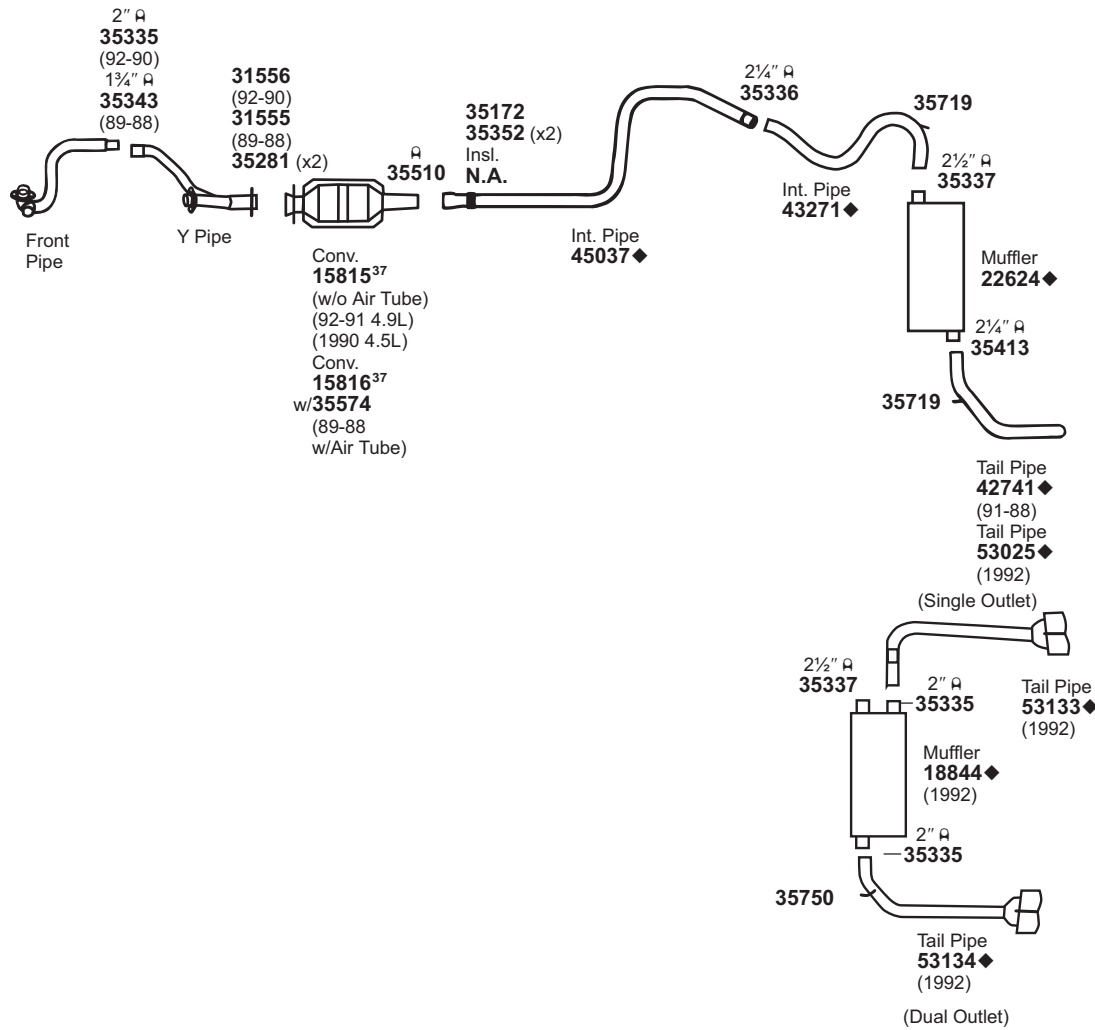 2″
35335
(92-90)
1¾″
35343
(89-88)
Front
Pipe
Y Pipe
31556
(92-90)
31555
(89-88)
35281 (x2)
35510
Conv.
15815³⁷
(w/o Air Tube)
(92-91 4.9L)
(1990 4.5L)
Conv.
15816³⁷
w/35574
(89-88
w/Air Tube)
35172
35352 (x2)
Insl.
N.A.
Int. Pipe
45037◆
2¼″
35336
Int. Pipe
43271◆
35719
2½″
35337
Muffler
22624◆
2¼″
35413
35719
Tail Pipe
42741◆
(91-88)
Tail Pipe
53025◆
(1992)
(Single Outlet)
2½″
35337
2″
35335
Tail Pipe
53133◆
(1992)
Muffler
18844◆
(1992)
2″
35335
35750
Tail Pipe
53134◆
(1992)
(Dual Outlet)